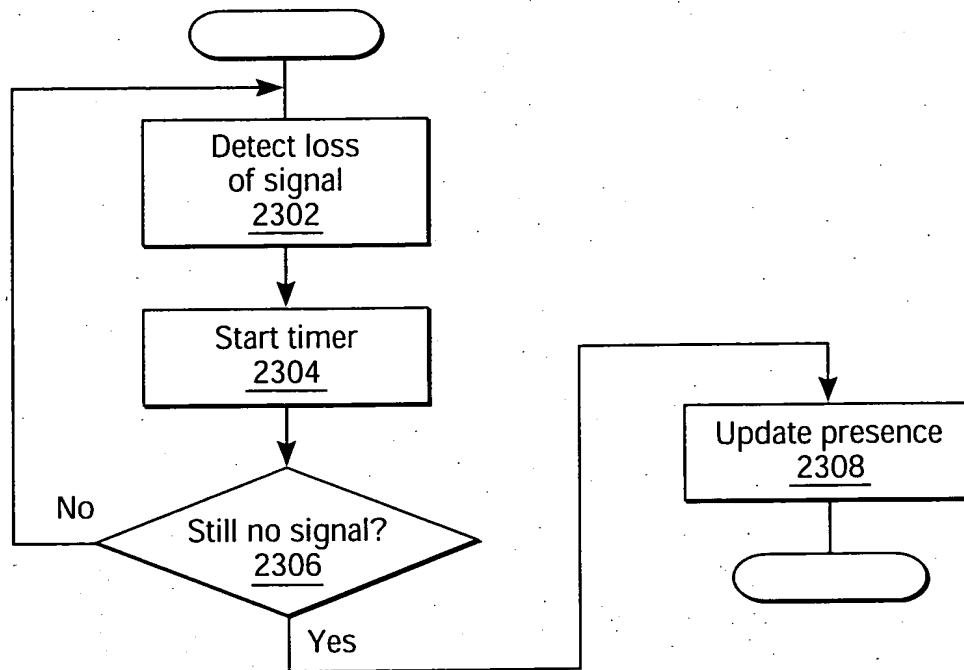 Detect loss
of signal
2302
Start timer
2304
No
Still no signal?
2306
Yes
Update presence
2308